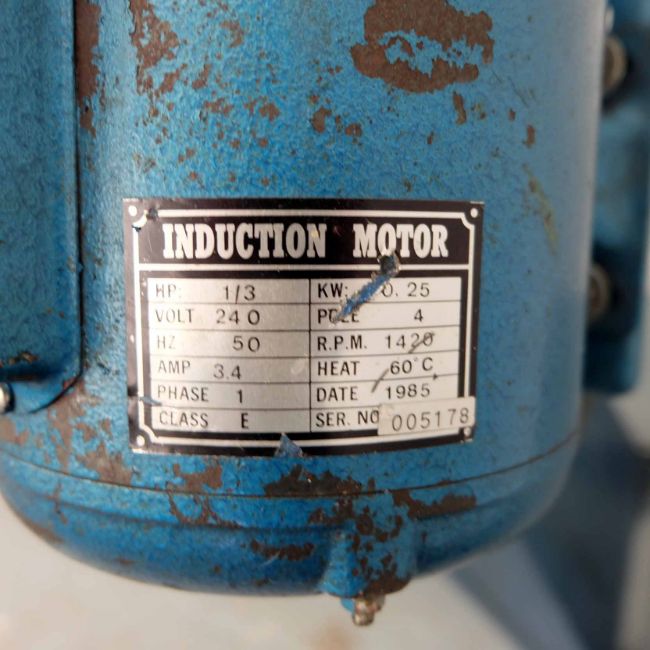 INDUCTION MOTOR
HP: 1/3 KW: 0.25
VOLT 240 POLE 4
HZ 50 R.P.M. 1420
AMP 3.4 HEAT 60°C
PHASE 1 DATE 1985
CLASS E SER. NO 005178